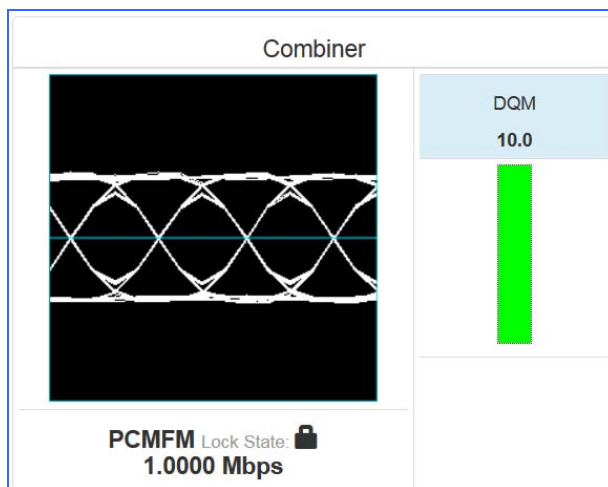 Combiner
DQM
10.0
PCMFM Lock State:
1.0000 Mbps